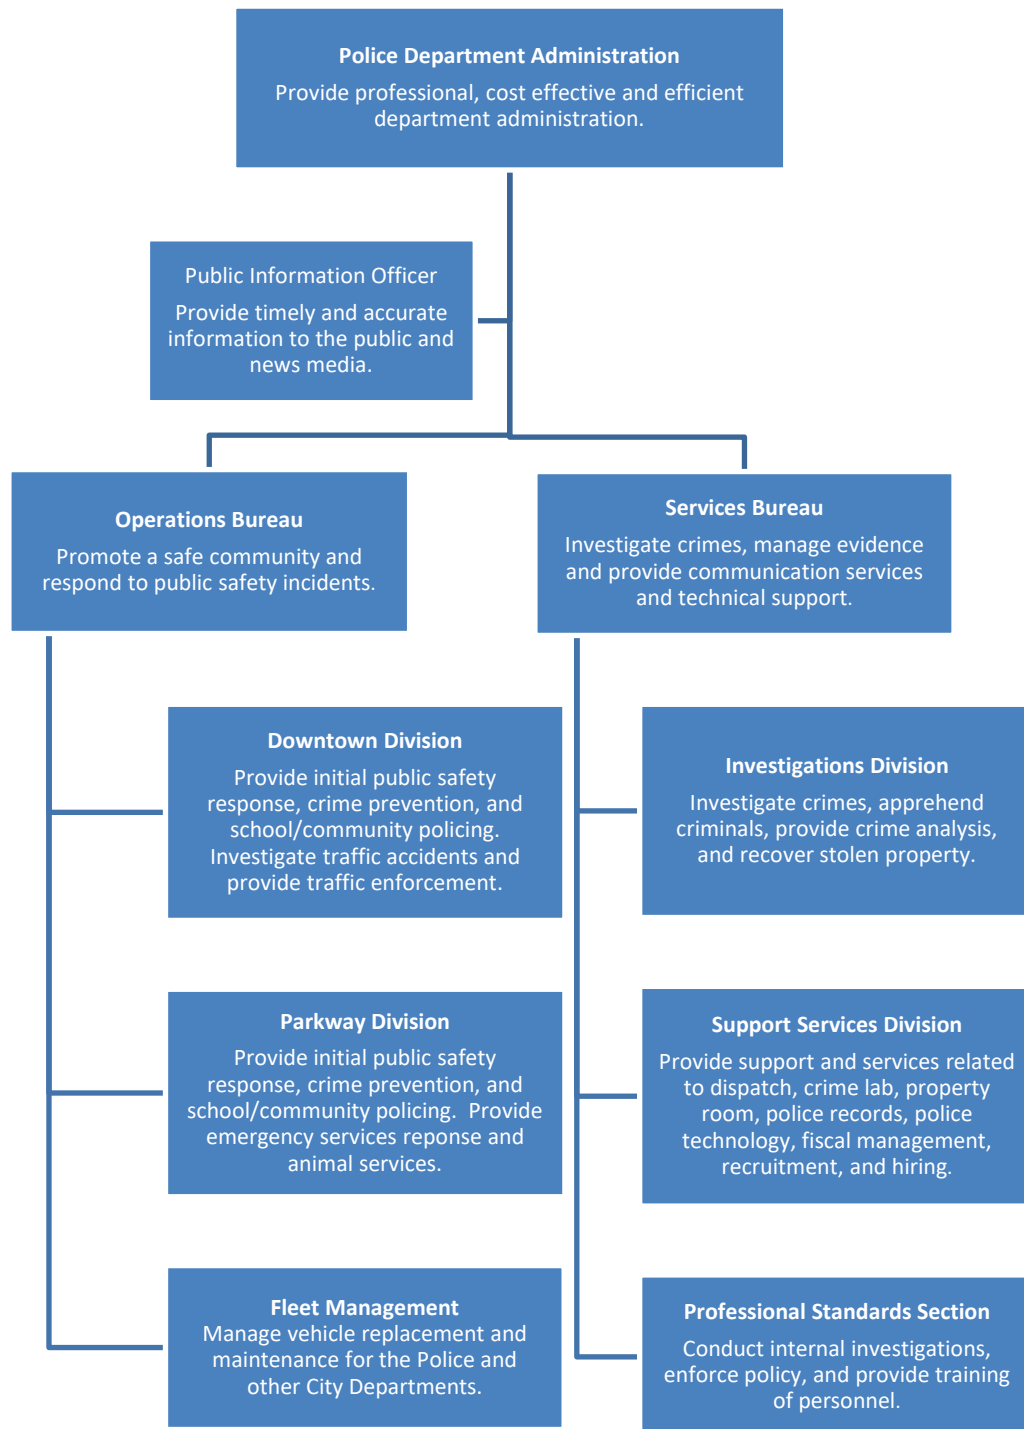 Police Department Administration
Provide professional, cost effective and efficient
department administration.
Public Information Officer
Provide timely and accurate
information to the public and
news media.
Operations Bureau
Promote a safe community and
respond to public safety incidents.
Services Bureau
Investigate crimes, manage evidence
and provide communication services
and technical support.
Downtown Division
Provide initial public safety
response, crime prevention, and
school/community policing.
Investigate traffic accidents and
provide traffic enforcement.
Investigations Division
Investigate crimes, apprehend
criminals, provide crime analysis,
and recover stolen property.
Parkway Division
Provide initial public safety
response, crime prevention, and
school/community policing.  Provide
emergency services reponse and
animal services.
Support Services Division
Provide support and services related
to dispatch, crime lab, property
room, police records, police
technology, fiscal management,
recruitment, and hiring.
Fleet Management
Manage vehicle replacement and
maintenance for the Police and
other City Departments.
Professional Standards Section
Conduct internal investigations,
enforce policy, and provide training
of personnel.